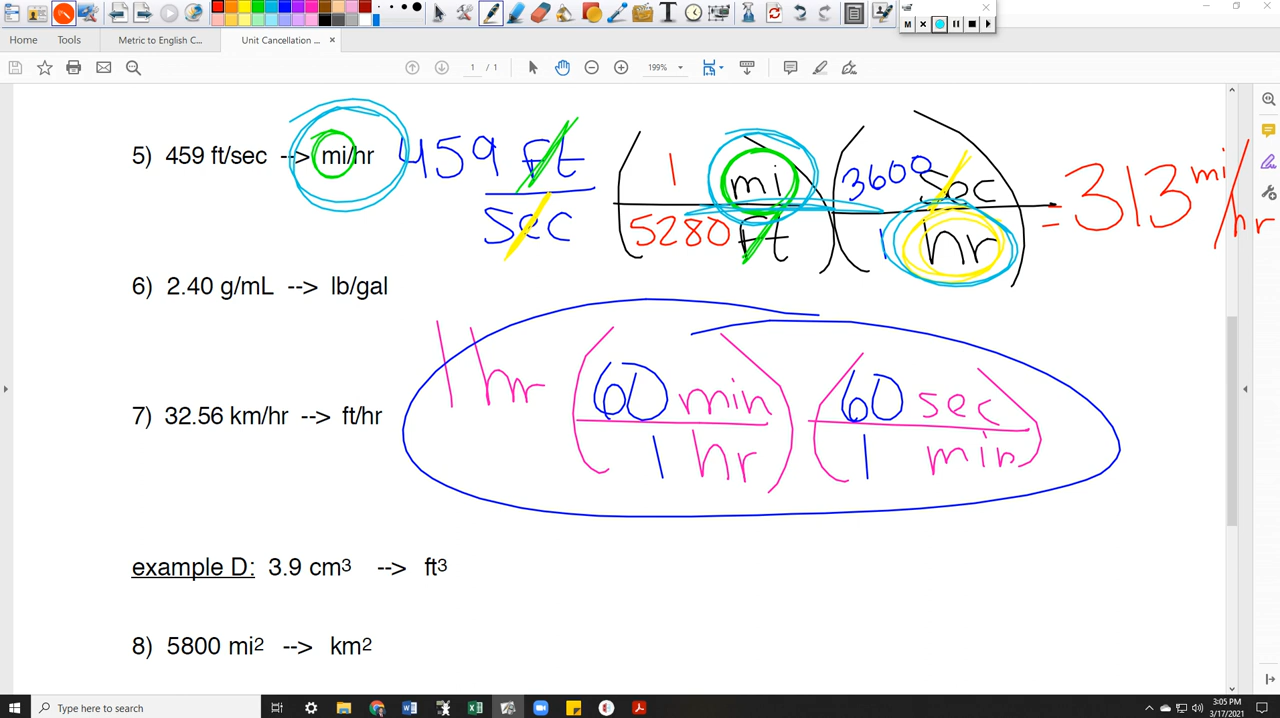 M
Home Tools Metric to English C... Unit Cancellation ...
1 / 1 199%
5) 459 ft/sec --> mi/hr 459 ft/sec (1 mi/5280 ft)(3600 sec/1 hr) = 313 mi/hr
6) 2.40 g/mL --> lb/gal
1 hr (60 min/1 hr)(60 sec/1 min)
7) 32.56 km/hr --> ft/hr
example D: 3.9 cm³ --> ft³
8) 5800 mi² --> km²
Type here to search
3:05 PM
3/17/2021